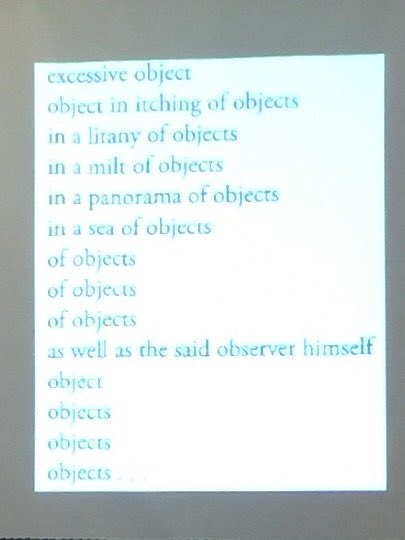 excessive object
object in itching of objects
in a litany of objects
in a milt of objects
in a panorama of objects
in a sea of objects
of objects
of objects
of objects
as well as the said observer himself
object
objects
objects
objects . . .